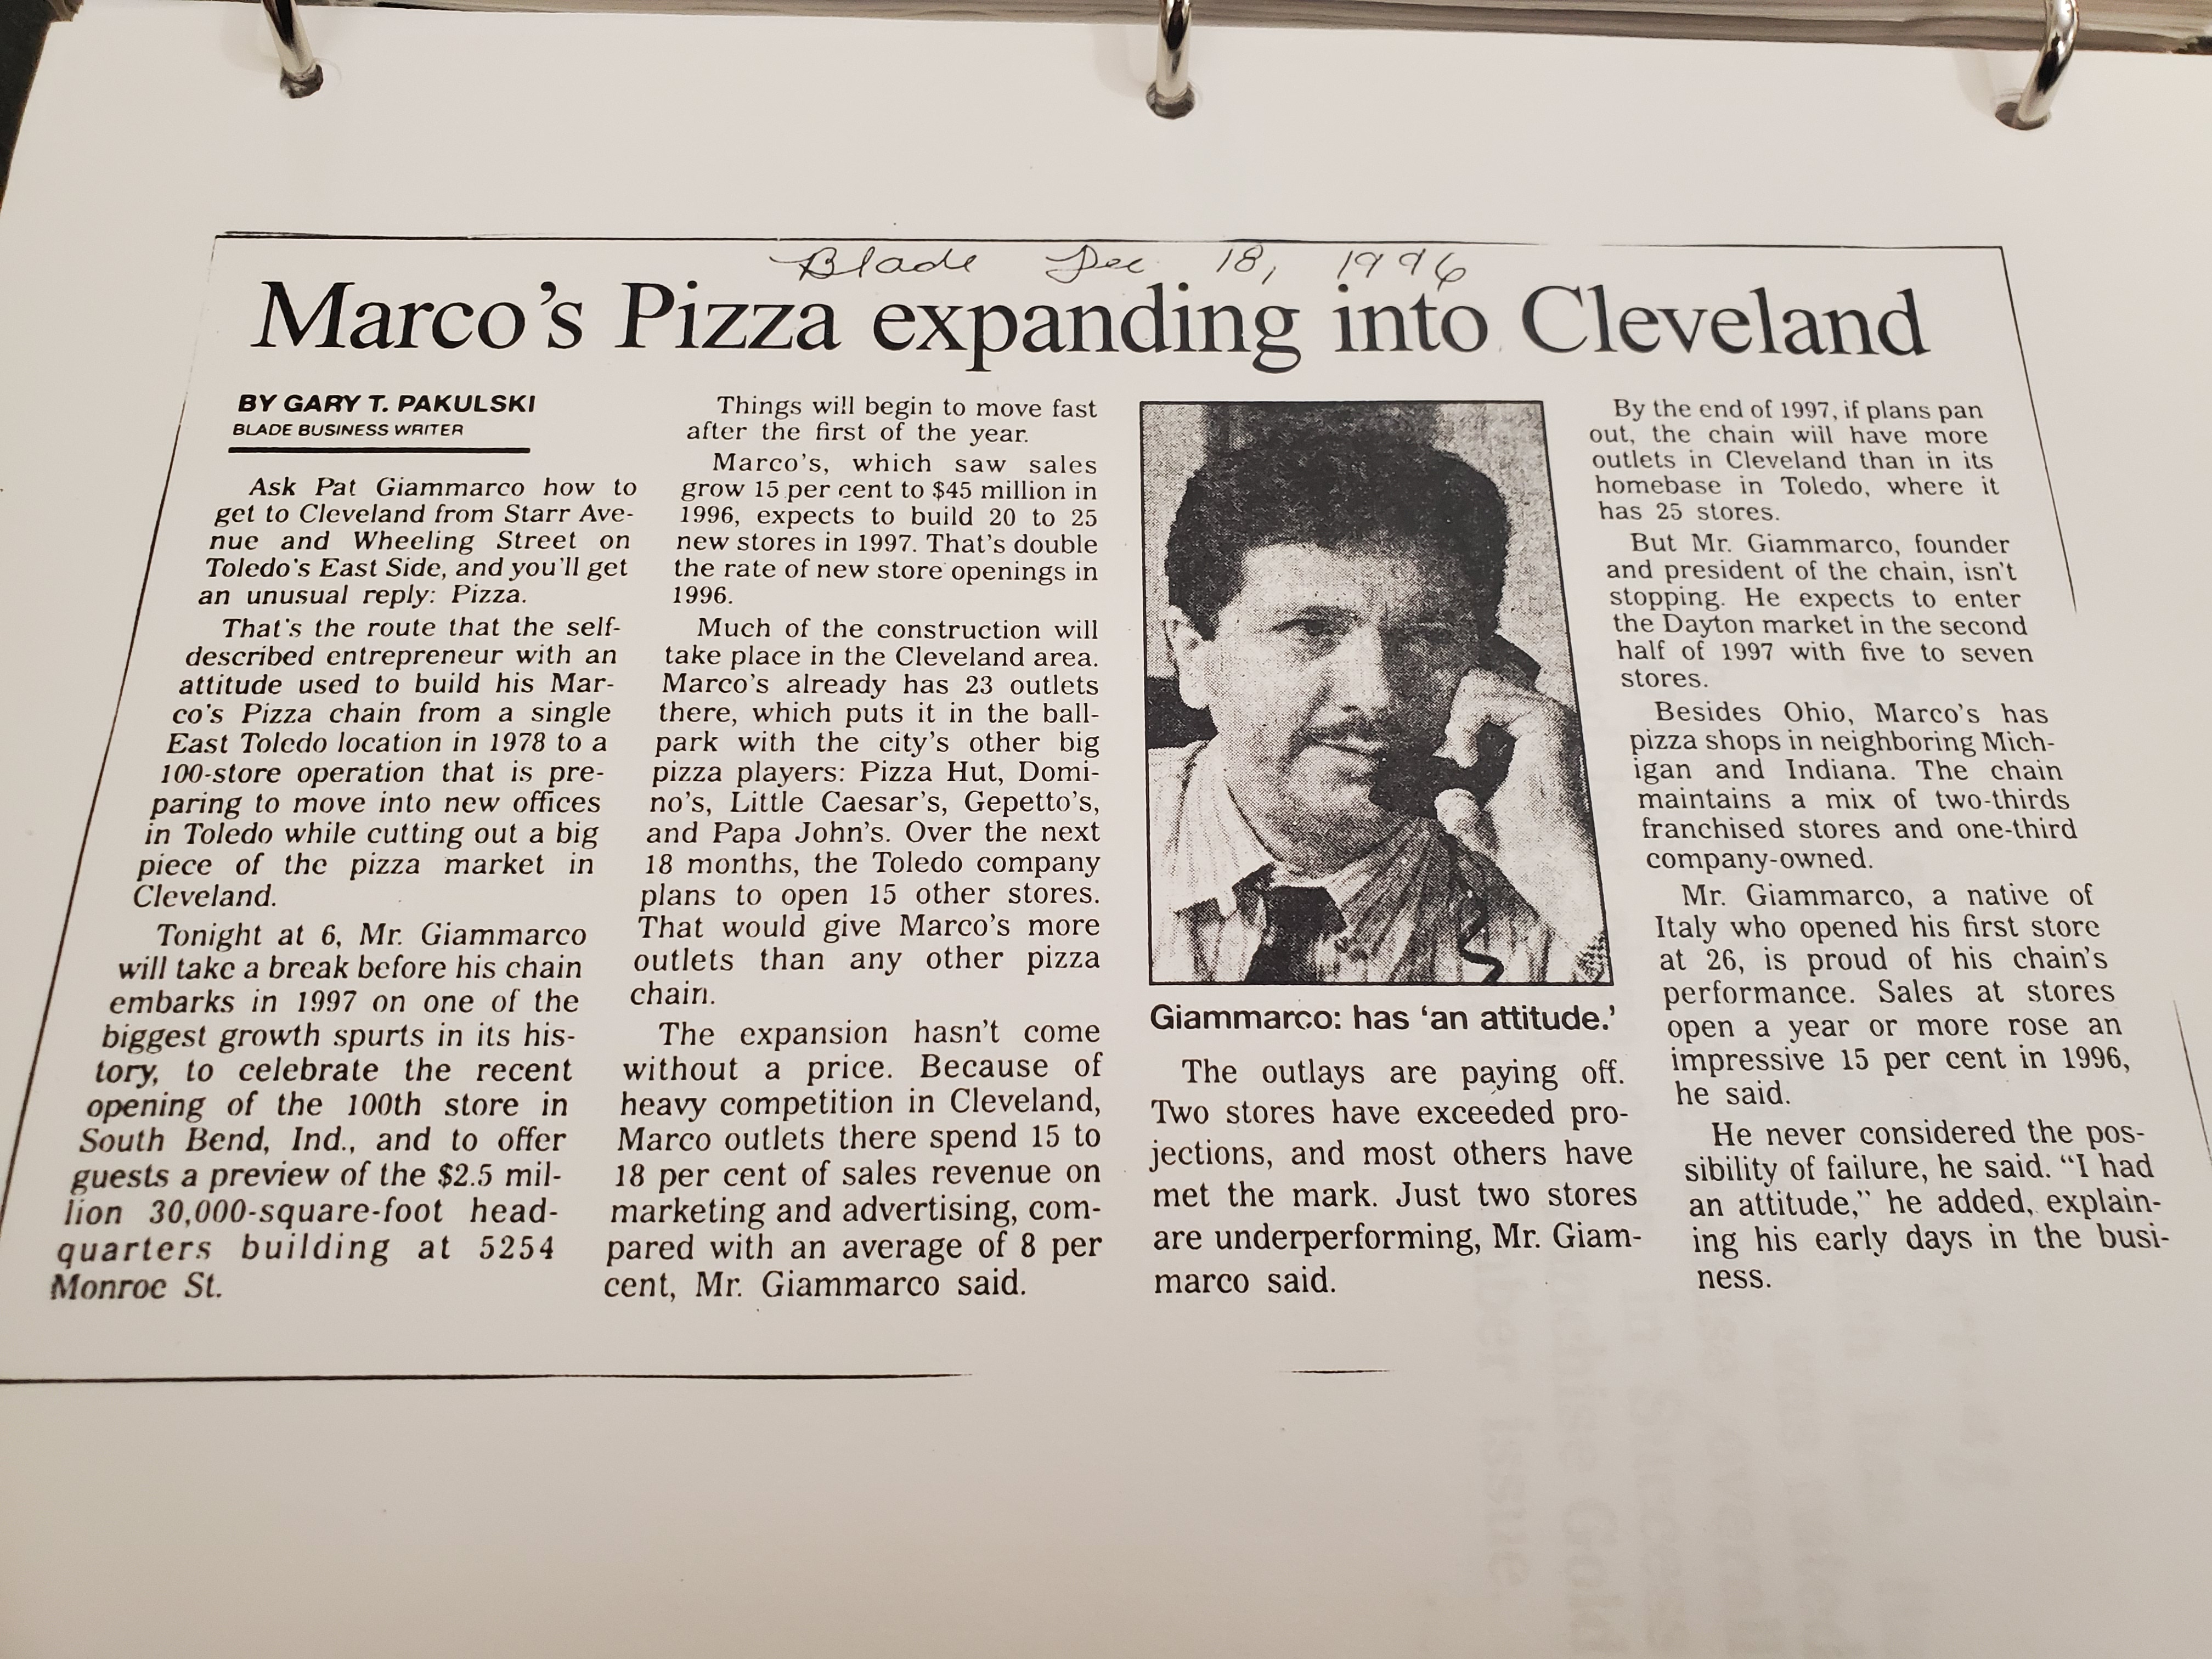 Blade Dec 18, 1996
Marco's Pizza expanding into Cleveland
BY GARY T. PAKULSKI
BLADE BUSINESS WRITER
Ask Pat Giammarco how to
get to Cleveland from Starr Ave-
nue and Wheeling Street on
Toledo's East Side, and you'll get
an unusual reply: Pizza.
That's the route that the self-
described entrepreneur with an
attitude used to build his Mar-
co's Pizza chain from a single
East Toledo location in 1978 to a
100-store operation that is pre-
paring to move into new offices
in Toledo while cutting out a big
piece of the pizza market in
Cleveland.
Tonight at 6, Mr. Giammarco
will take a break before his chain
embarks in 1997 on one of the
biggest growth spurts in its his-
tory, to celebrate the recent
opening of the 100th store in
South Bend, Ind., and to offer
guests a preview of the $2.5 mil-
lion 30,000-square-foot head-
quarters building at 5254
Monroe St.
Things will begin to move fast
after the first of the year.
Marco's, which saw sales
grow 15 per cent to $45 million in
1996, expects to build 20 to 25
new stores in 1997. That's double
the rate of new store openings in
1996.
Much of the construction will
take place in the Cleveland area.
Marco's already has 23 outlets
there, which puts it in the ball-
park with the city's other big
pizza players: Pizza Hut, Domi-
no's, Little Caesar's, Gepetto's,
and Papa John's. Over the next
18 months, the Toledo company
plans to open 15 other stores.
That would give Marco's more
outlets than any other pizza
chain.
The expansion hasn't come
without a price. Because of
heavy competition in Cleveland,
Marco outlets there spend 15 to
18 per cent of sales revenue on
marketing and advertising, com-
pared with an average of 8 per
cent, Mr. Giammarco said.
Giammarco: has 'an attitude.'
The outlays are paying off.
Two stores have exceeded pro-
jections, and most others have
met the mark. Just two stores
are underperforming, Mr. Giam-
marco said.
By the end of 1997, if plans pan
out, the chain will have more
outlets in Cleveland than in its
homebase in Toledo, where it
has 25 stores.
But Mr. Giammarco, founder
and president of the chain, isn't
stopping. He expects to enter
the Dayton market in the second
half of 1997 with five to seven
stores.
Besides Ohio, Marco's has
pizza shops in neighboring Mich-
igan and Indiana. The chain
maintains a mix of two-thirds
franchised stores and one-third
company-owned.
Mr. Giammarco, a native of
Italy who opened his first store
at 26, is proud of his chain's
performance. Sales at stores
open a year or more rose an
impressive 15 per cent in 1996,
he said.
He never considered the pos-
sibility of failure, he said. "I had
an attitude," he added, explain-
ing his early days in the busi-
ness.